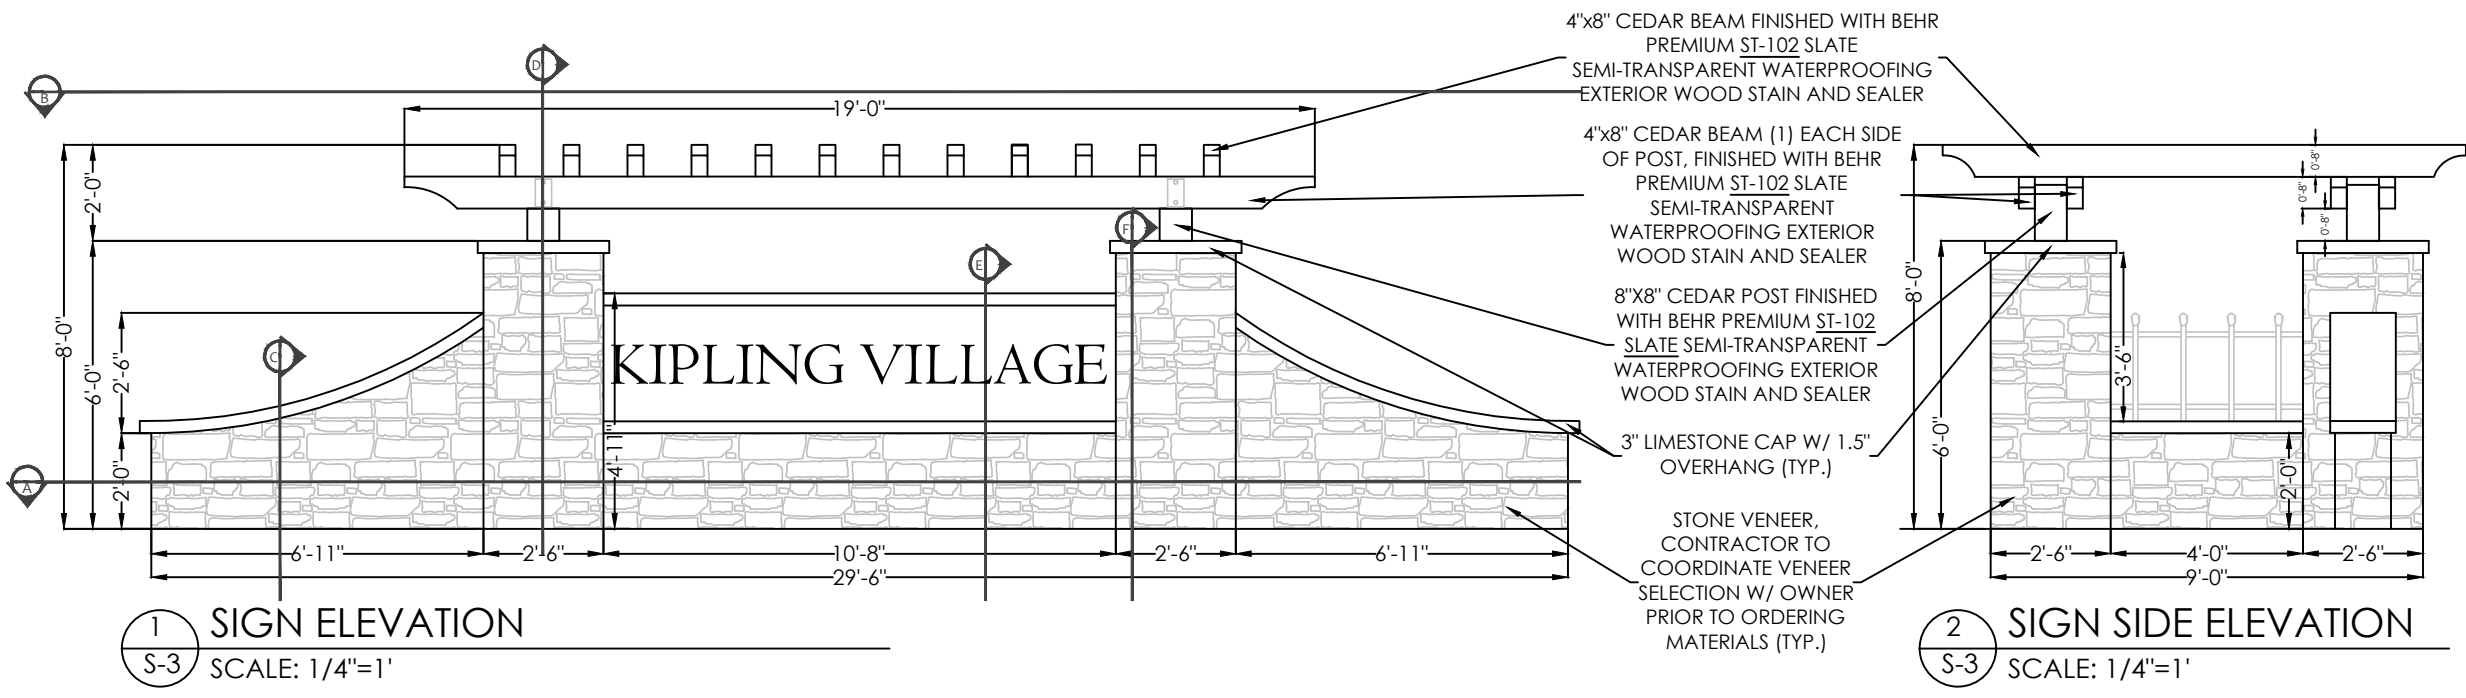 4"x8" CEDAR BEAM FINISHED WITH BEHR
PREMIUM ST-102 SLATE
SEMI-TRANSPARENT WATERPROOFING
EXTERIOR WOOD STAIN AND SEALER
4"x8" CEDAR BEAM (1) EACH SIDE
OF POST, FINISHED WITH BEHR
PREMIUM ST-102 SLATE
SEMI-TRANSPARENT
WATERPROOFING EXTERIOR
WOOD STAIN AND SEALER
8"X8" CEDAR POST FINISHED
WITH BEHR PREMIUM ST-102
SLATE SEMI-TRANSPARENT
WATERPROOFING EXTERIOR
WOOD STAIN AND SEALER
3" LIMESTONE CAP W/ 1.5"
OVERHANG (TYP.)
STONE VENEER,
CONTRACTOR TO
COORDINATE VENEER
SELECTION W/ OWNER
PRIOR TO ORDERING
MATERIALS (TYP.)
A
B
C
D
E
F
19'-0"
8'-0"
2'-0"
6'-0"
2'-6"
2'-0"
4'-11"
KIPLING VILLAGE
6'-11"
2'-6"
10'-8"
2'-6"
6'-11"
29'-6"
1
S-3
SIGN ELEVATION
SCALE: 1/4"=1'
0'-8"
0'-8"
0'-8"
8'-0"
6'-0"
3'-6"
2'-0"
2'-6"
4'-0"
2'-6"
9'-0"
2
S-3
SIGN SIDE ELEVATION
SCALE: 1/4"=1'